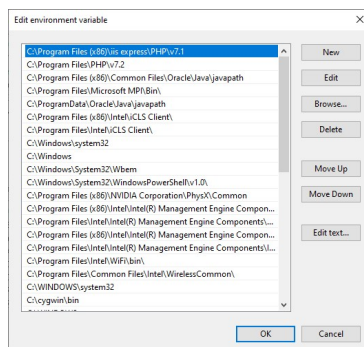 Edit environment variable
C:\Program Files (x86)\iis express\PHP\v7.1
C:\Program Files\PHP\v7.2
C:\Program Files (x86)\Common Files\Oracle\Java\javapath
C:\Program Files\Microsoft MPI\Bin\
C:\ProgramData\Oracle\Java\javapath
C:\Program Files (x86)\Intel\iCLS Client\
C:\Program Files\Intel\iCLS Client\
C:\Windows\system32
C:\Windows
C:\Windows\System32\Wbem
C:\Windows\System32\WindowsPowerShell\v1.0\
C:\Program Files (x86)\NVIDIA Corporation\PhysX\Common
C:\Program Files (x86)\Intel\Intel(R) Management Engine Compon...
C:\Program Files\Intel\Intel(R) Management Engine Components\...
C:\Program Files (x86)\Intel\Intel(R) Management Engine Compon...
C:\Program Files\Intel\Intel(R) Management Engine Components\I...
C:\Program Files\Intel\WiFi\bin\
C:\Program Files\Common Files\Intel\WirelessCommon\
C:\WINDOWS\system32
C:\cygwin\bin
New
Edit
Browse...
Delete
Move Up
Move Down
Edit text...
OK
Cancel